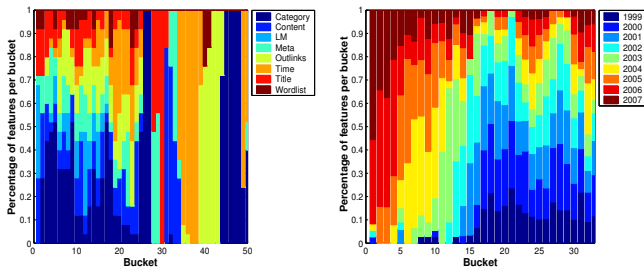 Percentage of features per bucket
1
0.9
0.8
0.7
0.6
0.5
0.4
0.3
0.2
0.1
0
0 10 20 30 40 50
Bucket
Category
Content
LM
Meta
Outlinks
Time
Title
Wordlist
Percentage of features per bucket
1
0.9
0.8
0.7
0.6
0.5
0.4
0.3
0.2
0.1
0
0 5 10 15 20 25 30
Bucket
1999
2000
2001
2002
2003
2004
2005
2006
2007